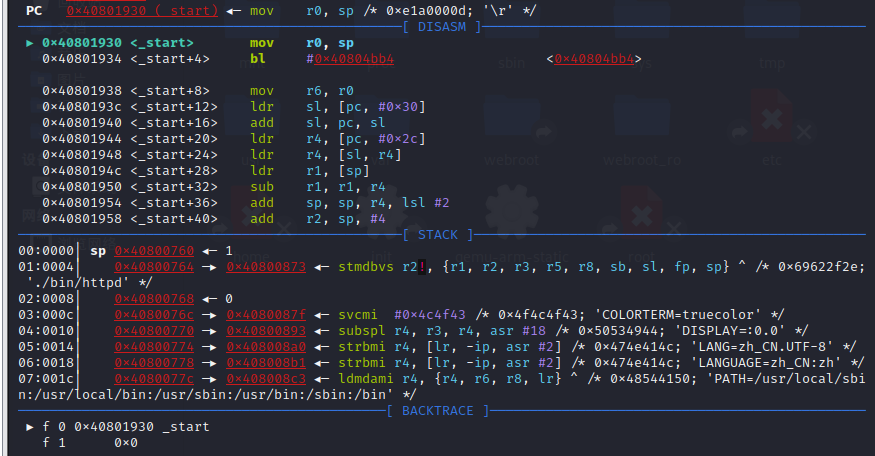 PC 0×40801930 (_start) ← mov r0, sp /* 0×e1a0000d; '\r' */
[ DISASM ]
► 0×40801930 <_start> mov r0, sp
0×40801934 <_start+4> bl #0×40804bb4 <0×40804bb4>
0×40801938 <_start+8> mov r6, r0
0×4080193c <_start+12> ldr sl, [pc, #0×30]
0×40801940 <_start+16> add sl, pc, sl
0×40801944 <_start+20> ldr r4, [pc, #0×2c]
0×40801948 <_start+24> ldr r4, [sl, r4]
0×4080194c <_start+28> ldr r1, [sp]
0×40801950 <_start+32> sub r1, r1, r4
0×40801954 <_start+36> add sp, sp, r4, lsl #2
0×40801958 <_start+40> add r2, sp, #4
[ STACK ]
00:0000│ sp 0×40800760 ← 1
01:0004│ 0×40800764 → 0×40800873 ← stmdbvs r2!, {r1, r2, r3, r5, r8, sb, sl, fp, sp} ^ /* 0×69622f2e;
'./bin/httpd' */
02:0008│ 0×40800768 ← 0
03:000c│ 0×4080076c → 0×4080087f ← svcmi #0×4c4f43 /* 0×4f4c4f43; 'COLORTERM=truecolor' */
04:0010│ 0×40800770 → 0×40800893 ← subspl r4, r3, r4, asr #18 /* 0×50534944; 'DISPLAY=:0.0' */
05:0014│ 0×40800774 → 0×408008a0 ← strbmi r4, [lr, -ip, asr #2] /* 0×474e414c; 'LANG=zh_CN.UTF-8' */
06:0018│ 0×40800778 → 0×408008b1 ← strbmi r4, [lr, -ip, asr #2] /* 0×474e414c; 'LANGUAGE=zh_CN:zh' */
07:001c│ 0×4080077c → 0×408008c3 ← ldmdami r4, {r4, r6, r8, lr} ^ /* 0×48544150; 'PATH=/usr/local/sbi
n:/usr/local/bin:/usr/sbin:/usr/bin:/sbin:/bin' */
[ BACKTRACE ]
► f 0 0×40801930 _start
f 1 0×0